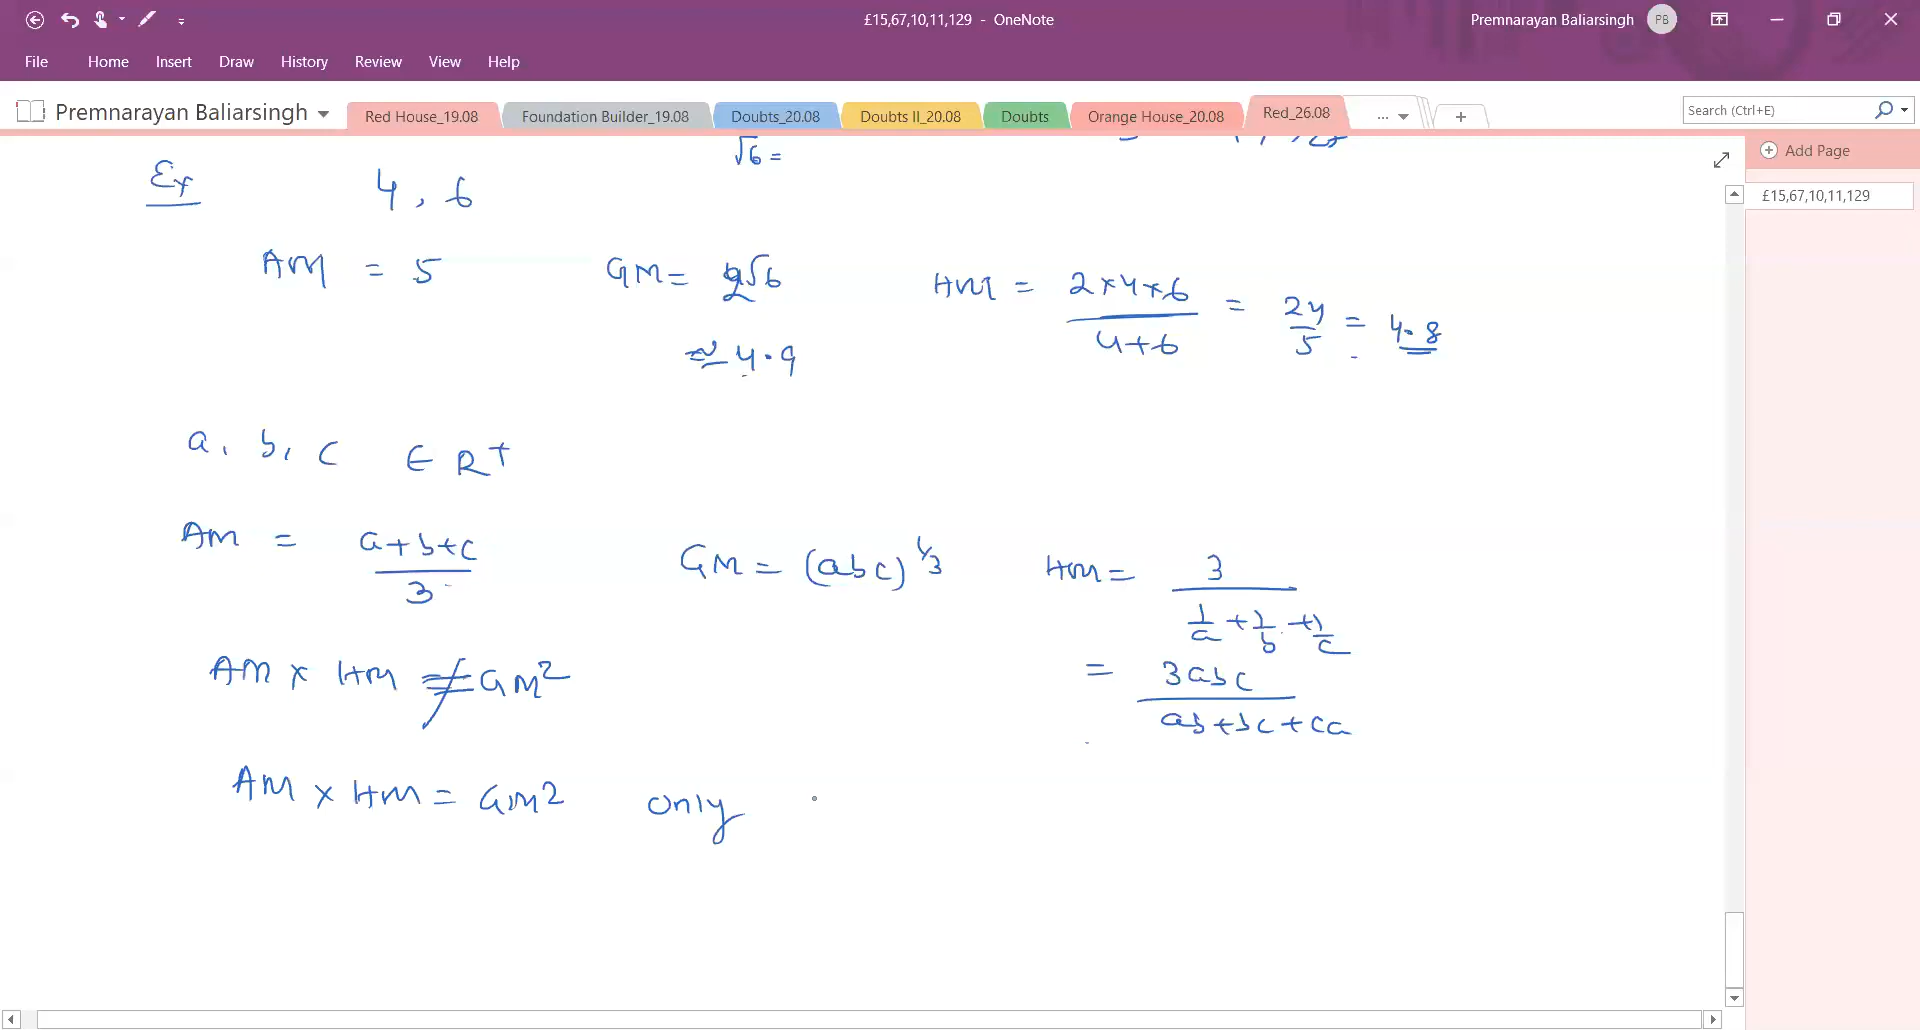 £15,67,10,11,129 - OneNote
Premnarayan Baliarsingh PB
File Home Insert Draw History Review View Help
Premnarayan Baliarsingh
Red House_19.08 Foundation Builder_19.08 Doubts_20.08 Doubts II_20.08 Doubts Orange House_20.08 Red_26.08 ... +
Search (Ctrl+E)
Add Page
£15,67,10,11,129
√6 =
Ex 4, 6
AM = 5 GM = 2√6 HM = (2×4×6)/(4+6) = 24/5 = 4.8
≈ 4.9
a, b, c ∈ R⁺
AM = (a+b+c)/3 GM = (abc)^1/3 HM = 3/(1/a + 1/b + 1/c)
= 3abc/(ab+bc+ca)
AM × HM ≠ GM²
AM × HM = GM² only